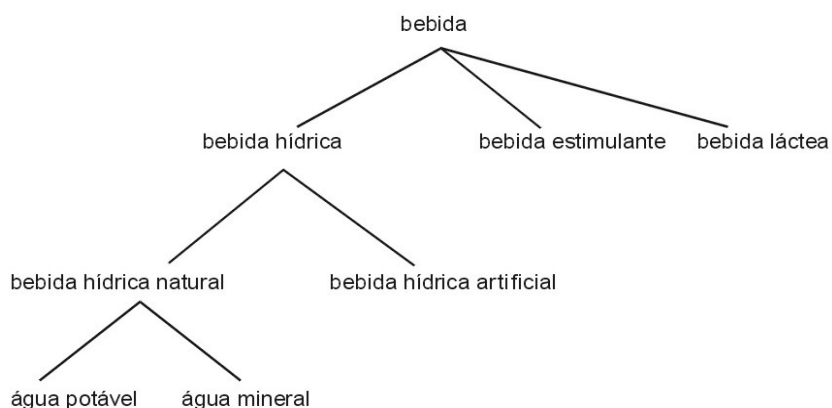 bebida
bebida hídrica
bebida estimulante
bebida láctea
bebida hídrica natural
bebida hídrica artificial
água potável
água mineral